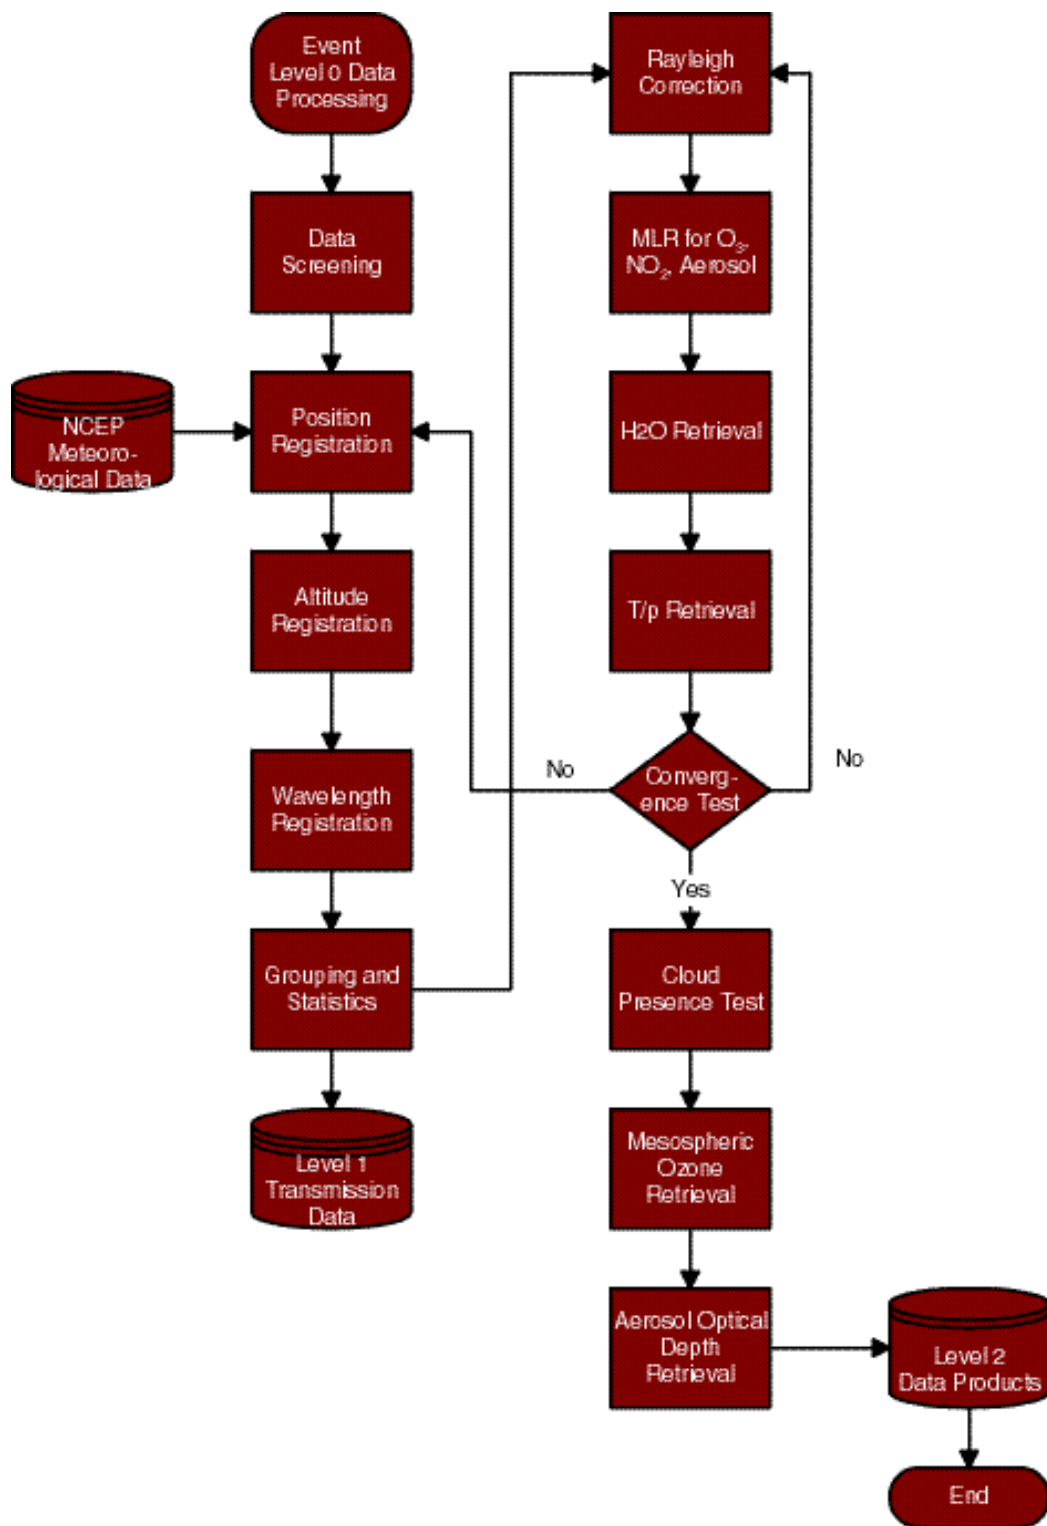 Event
Level 0 Data
Processing
Data
Screening
NCEP
Meteoro-
logical Data
Position
Registration
Altitude
Registration
Wavelength
Registration
Grouping and
Statistics
Level 1
Transmission
Data
Rayleigh
Correction
MLR for O3,
NO2, Aerosol
H2O Retrieval
T/p Retrieval
No
Converg-
ence Test
No
Yes
Cloud
Presence Test
Mesospheric
Ozone
Retrieval
Aerosol Optical
Depth
Retrieval
Level 2
Data Products
End